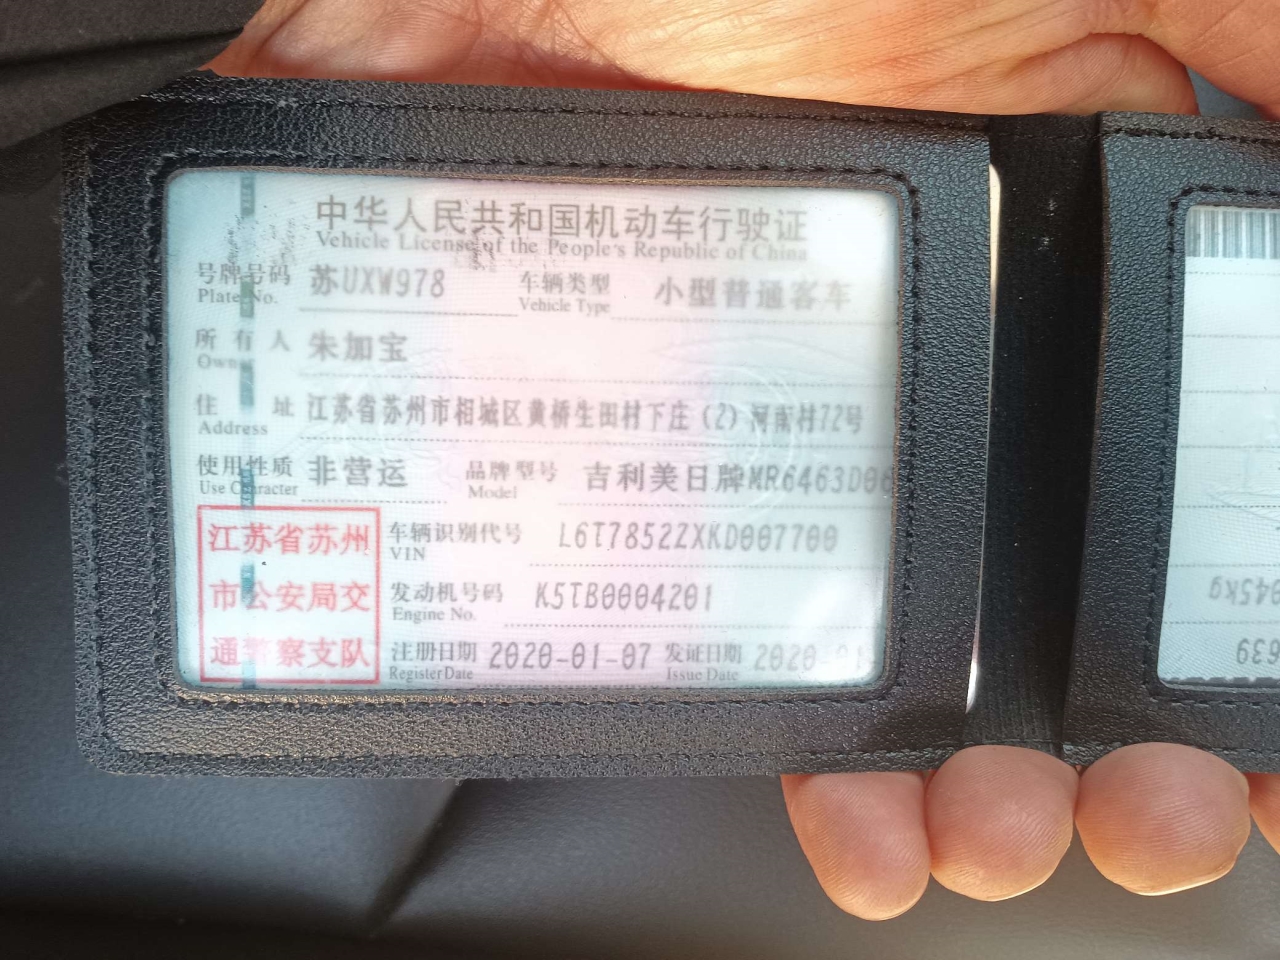 中华人民共和国机动车行驶证
Vehicle License of the People's Republic of China
号牌号码 苏UXW978 车辆类型 小型普通客车
Plate No. Vehicle Type
所有人 朱加宝
Owner
住址 江苏省苏州市相城区黄桥生田村下庄(2)河南村72号
Address
使用性质 非营运 品牌型号 吉利美日牌MR6463D06
Use Character Model
江苏省苏州 车辆识别代号 L6T7852ZXKD007700
VIN
市公安局交 发动机号码 K5TB0004201
Engine No.
通警察支队 注册日期 2020-01-07 发证日期 2020-01
Register Date Issue Date
045kg
639